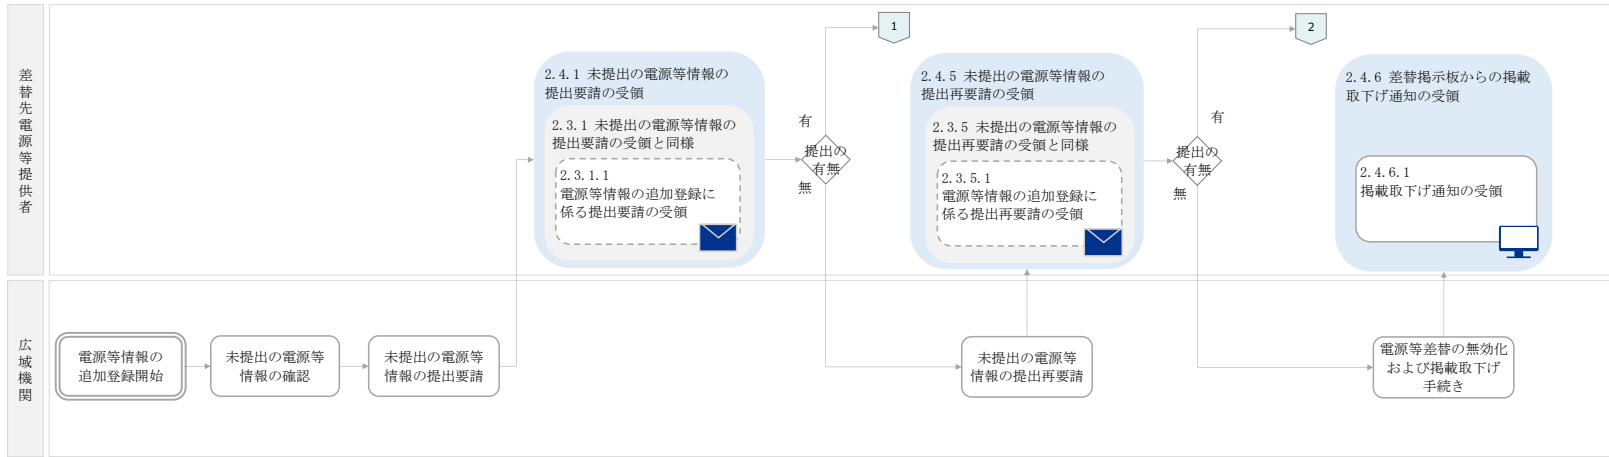 差替先電源等提供者
1
2
2.4.1 未提出の電源等情報の
提出要請の受領
2.3.1 未提出の電源等情報の
提出要請の受領と同様
2.3.1.1
電源等情報の追加登録に
係る提出要請の受領
有
提出の
有無
無
2.4.5 未提出の電源等情報の
提出再要請の受領
2.3.5 未提出の電源等情報の
提出再要請の受領と同様
2.3.5.1
電源等情報の追加登録に
係る提出再要請の受領
有
提出の
有無
無
2.4.6 差替掲示板からの掲載
取下げ通知の受領
2.4.6.1
掲載取下げ通知の受領
広域機関
電源等情報の
追加登録開始
未提出の電源等
情報の確認
未提出の電源等
情報の提出要請
未提出の電源等
情報の提出再要請
電源等差替の無効化
および掲載取下げ
手続き